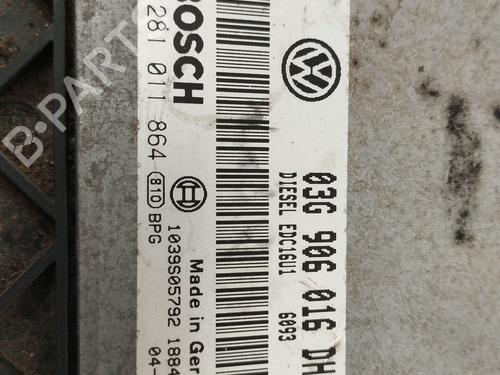 BOSCH
281 011 864
810 BPG
1039S05792 1884
Made in Ger
04-
03G 906 016 DH
DIESEL EDC16U1
6093
B-PARTS